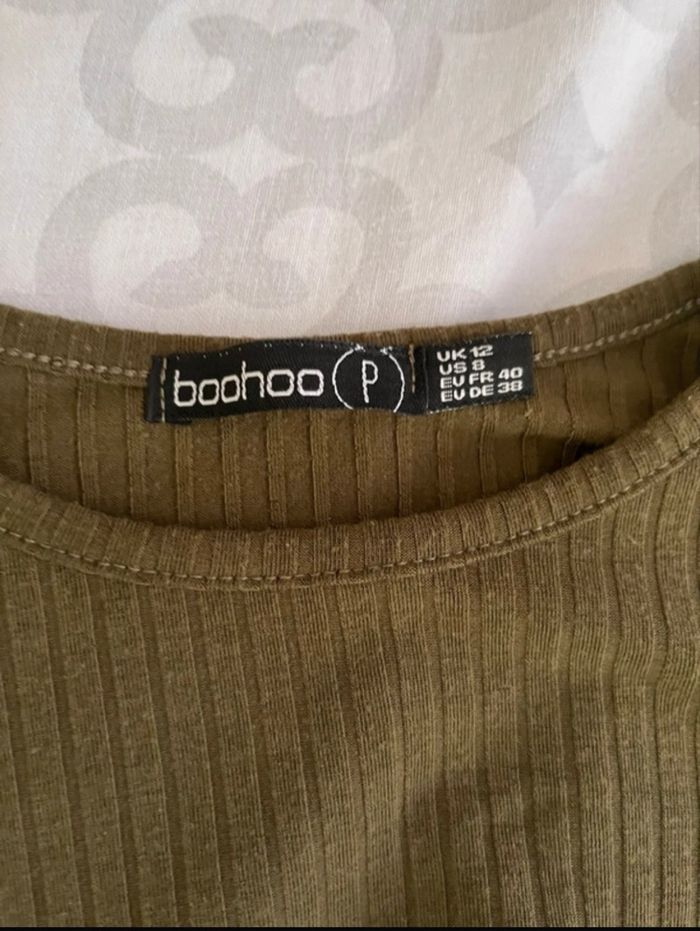 boohoo P
UK 12
US 8
EU FR 40
EU DE 38